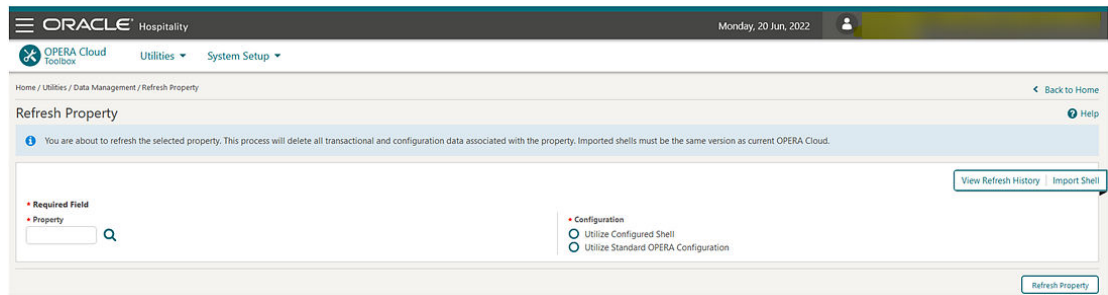 ORACLE Hospitality
Monday, 20 Jun, 2022
OPERA Cloud
Toolbox
Utilities
System Setup
Home / Utilities / Data Management / Refresh Property
Back to Home
Refresh Property
Help
You are about to refresh the selected property. This process will delete all transactional and configuration data associated with the property. Imported shells must be the same version as current OPERA Cloud.
View Refresh History | Import Shell
* Required Field
* Property
* Configuration
Utilize Configured Shell
Utilize Standard OPERA Configuration
Refresh Property